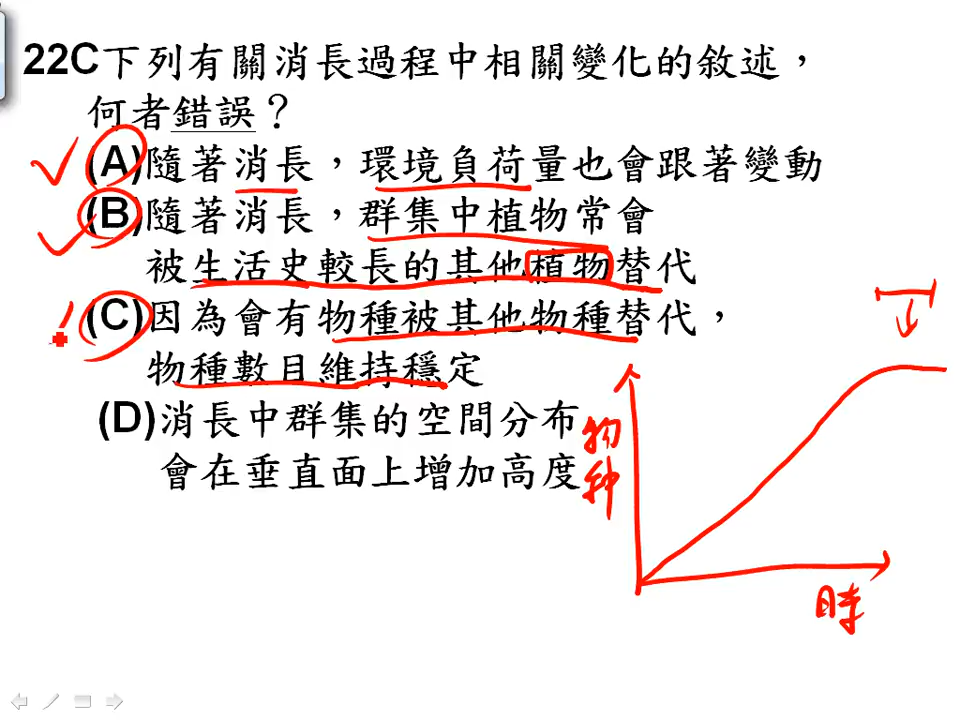 22C下列有關消長過程中相關變化的敘述，
何者錯誤？
(A)隨著消長，環境負荷量也會跟著變動
(B)隨著消長，群集中植物常會
被生活史較長的其他植物替代
(C)因為會有物種被其他物種替代，
物種數目維持穩定
(D)消長中群集的空間分布
會在垂直面上增加高度
物种
時